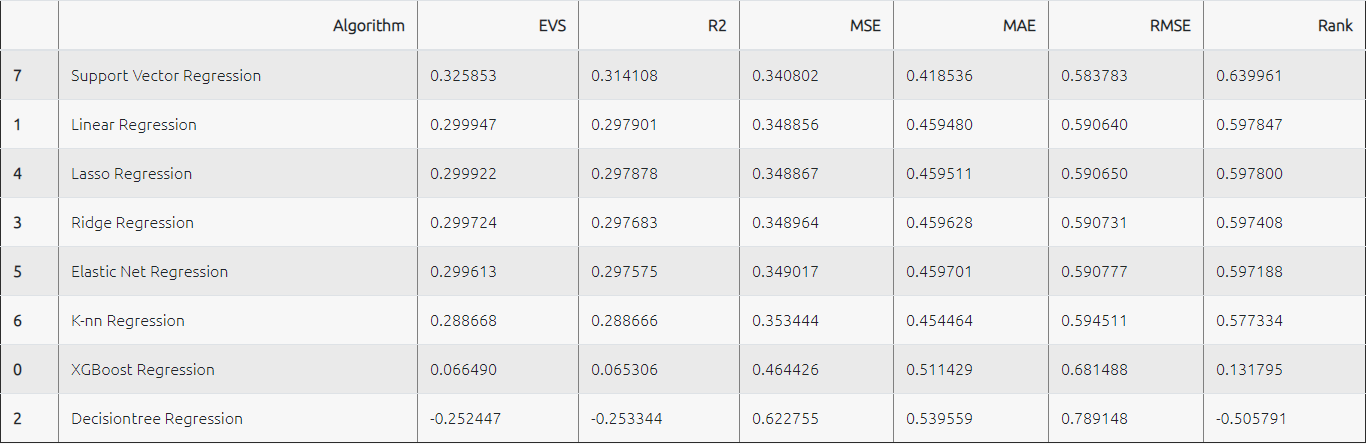 Algorithm EVS R2 MSE MAE RMSE Rank
7 Support Vector Regression 0.325853 0.314108 0.340802 0.418536 0.583783 0.639961
1 Linear Regression 0.299947 0.297901 0.348856 0.459480 0.590640 0.597847
4 Lasso Regression 0.299922 0.297878 0.348867 0.459511 0.590650 0.597800
3 Ridge Regression 0.299724 0.297683 0.348964 0.459628 0.590731 0.597408
5 Elastic Net Regression 0.299613 0.297575 0.349017 0.459701 0.590777 0.597188
6 K-nn Regression 0.288668 0.288666 0.353444 0.454464 0.594511 0.577334
0 XGBoost Regression 0.066490 0.065306 0.464426 0.511429 0.681488 0.131795
2 Decisiontree Regression -0.252447 -0.253344 0.622755 0.539559 0.789148 -0.505791